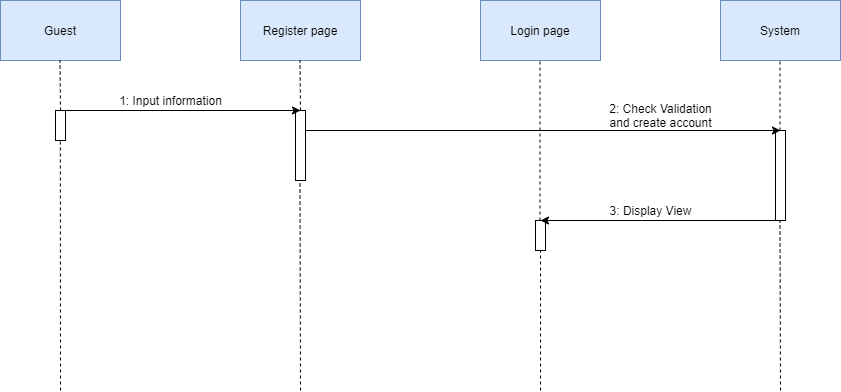 Guest
Register page
Login page
System
1: Input information
2: Check Validation
and create account
3: Display View